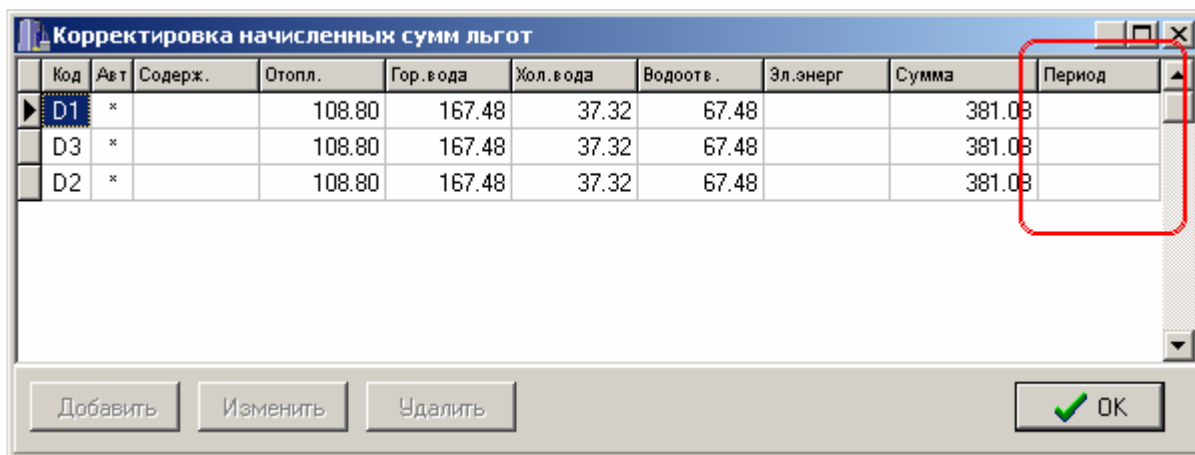 Корректировка начисленных сумм льгот
Код Авт Содерж. Отопл. Гор.вода Хол.вода Водоотв. Эл.энерг Сумма Период
D1 * 108.80 167.48 37.32 67.48 381.08
D3 * 108.80 167.48 37.32 67.48 381.08
D2 * 108.80 167.48 37.32 67.48 381.08
Добавить Изменить Удалить OK